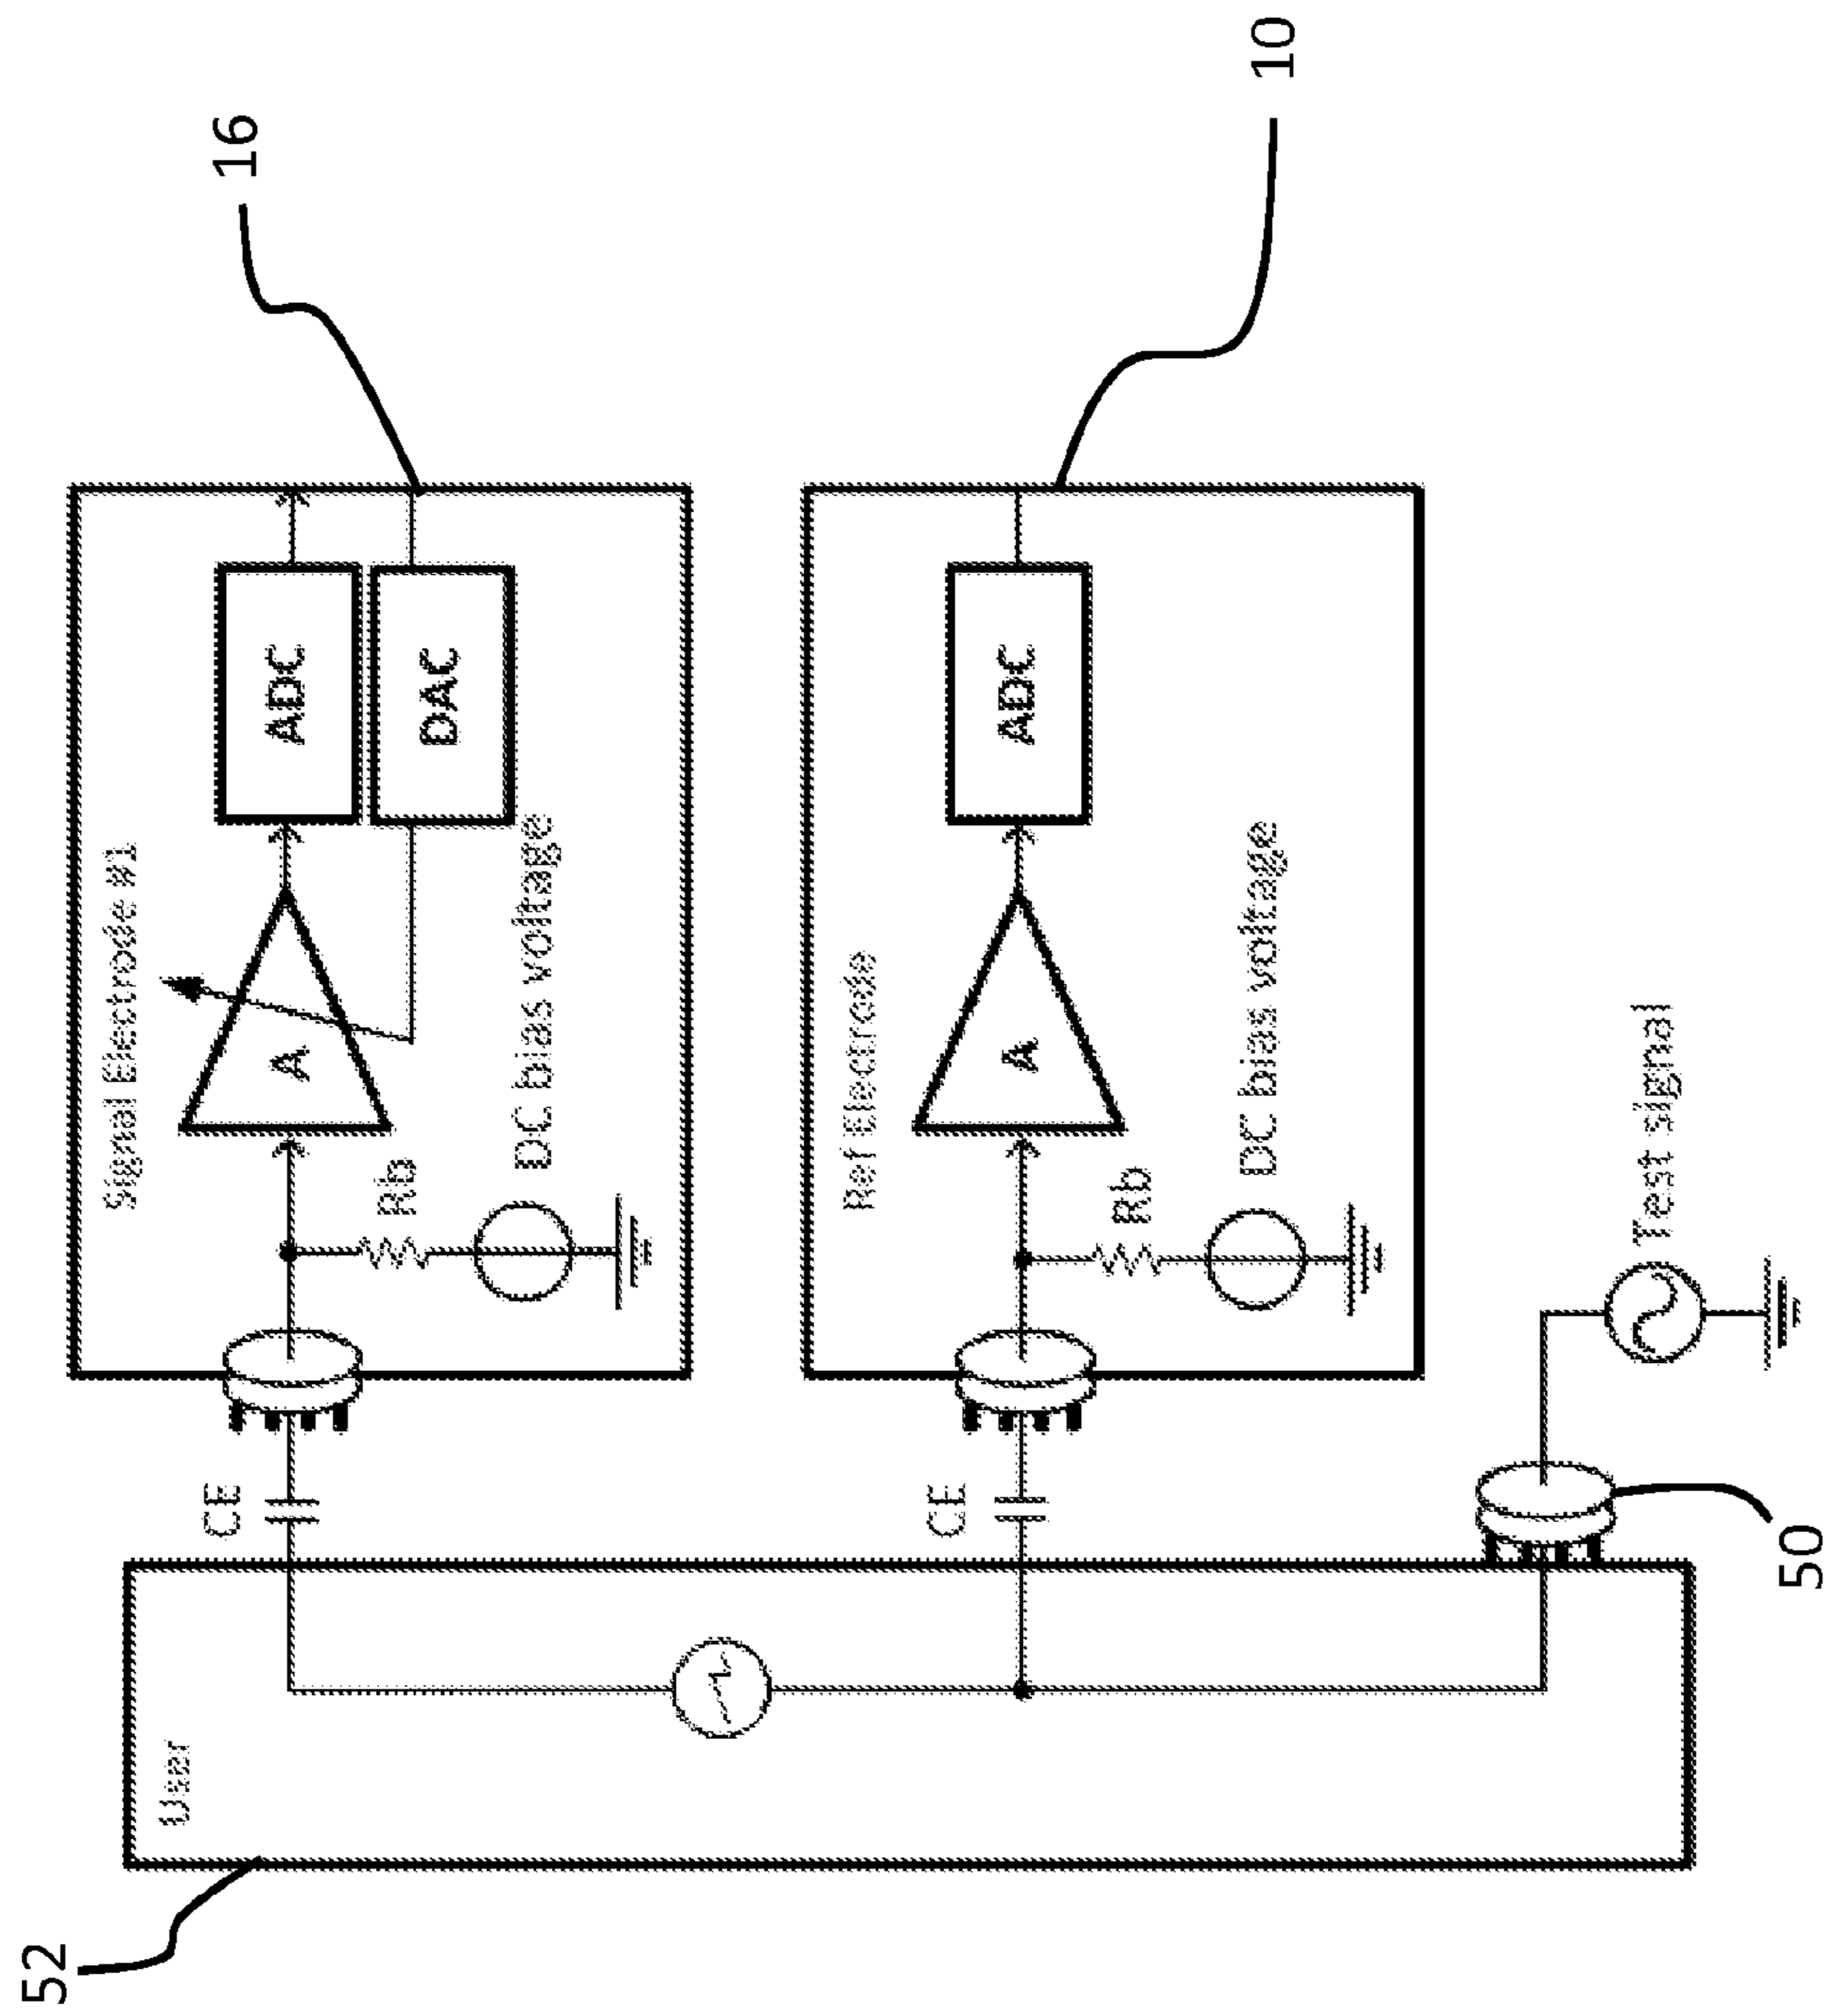 16
10
Signal Electrode #1
A
ADC
DAC
Rb
DC bias voltage
Ref Electrode
A
ADC
Rb
DC bias voltage
CE
CE
Test signal
User
50
52